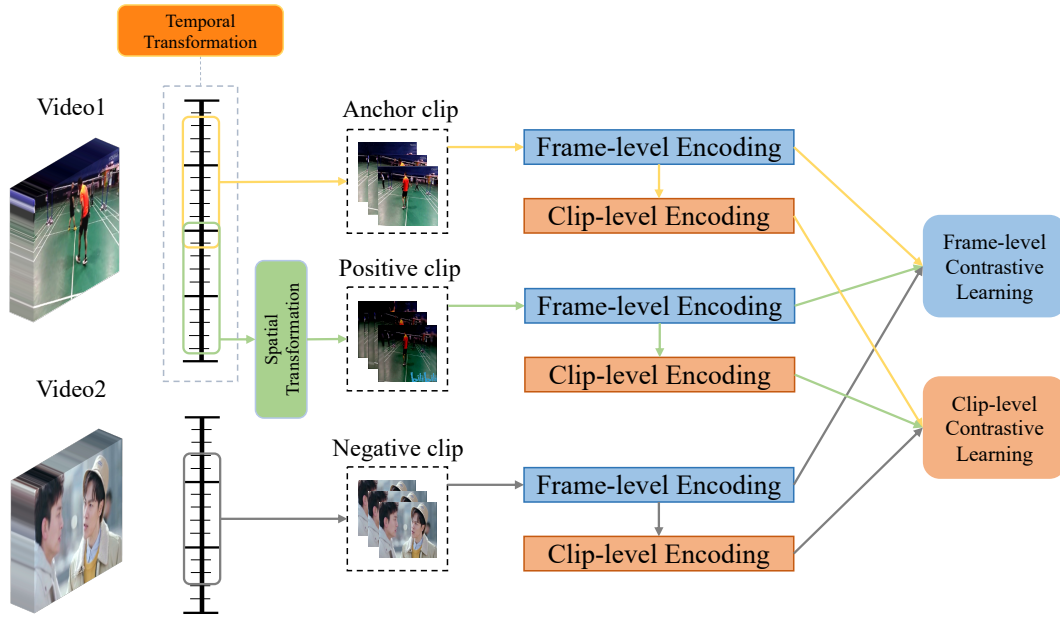 Temporal
Transformation
Video1
Anchor clip
Frame-level Encoding
Clip-level Encoding
Frame-level
Contrastive
Learning
Spatial
Transformation
Positive clip
Frame-level Encoding
Clip-level Encoding
Clip-level
Contrastive
Learning
Video2
Negative clip
Frame-level Encoding
Clip-level Encoding